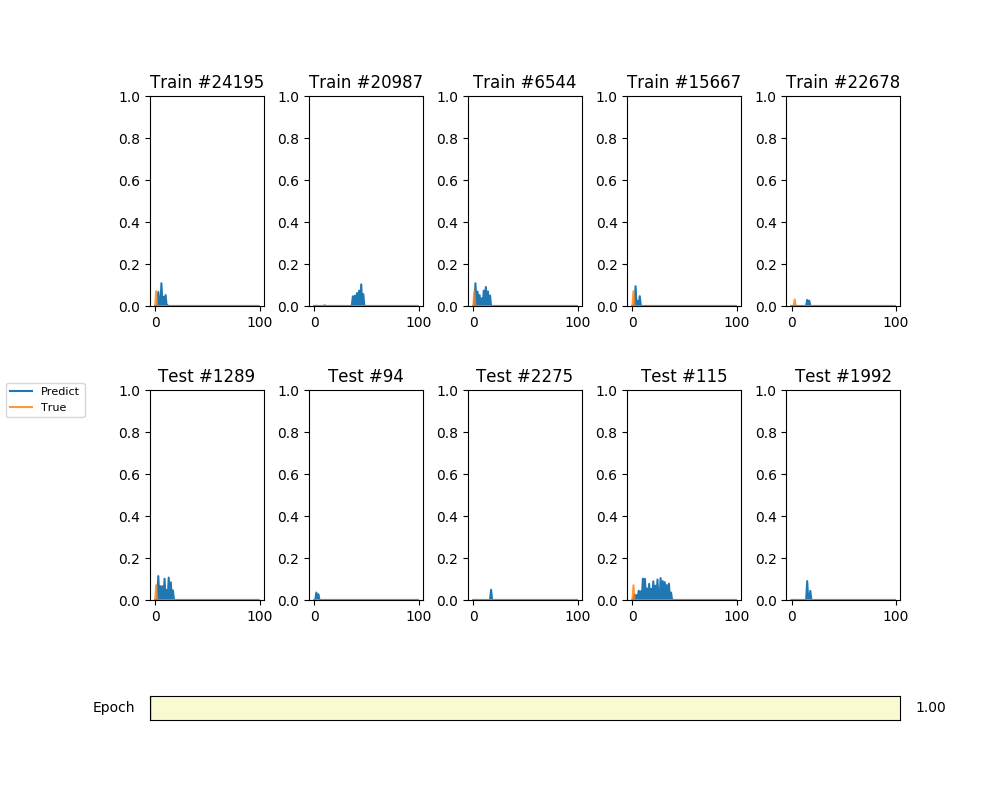 Train #24195 Train #20987 Train #6544 Train #15667 Train #22678
1.0 1.0 1.0 1.0 1.0
0.8 0.8 0.8 0.8 0.8
0.6 0.6 0.6 0.6 0.6
0.4 0.4 0.4 0.4 0.4
0.2 0.2 0.2 0.2 0.2
0.0 0.0 0.0 0.0 0.0
0 100 0 100 0 100 0 100 0 100
Test #1289 Test #94 Test #2275 Test #115 Test #1992
Predict
True
1.0 1.0 1.0 1.0 1.0
0.8 0.8 0.8 0.8 0.8
0.6 0.6 0.6 0.6 0.6
0.4 0.4 0.4 0.4 0.4
0.2 0.2 0.2 0.2 0.2
0.0 0.0 0.0 0.0 0.0
0 100 0 100 0 100 0 100 0 100
Epoch 1.00